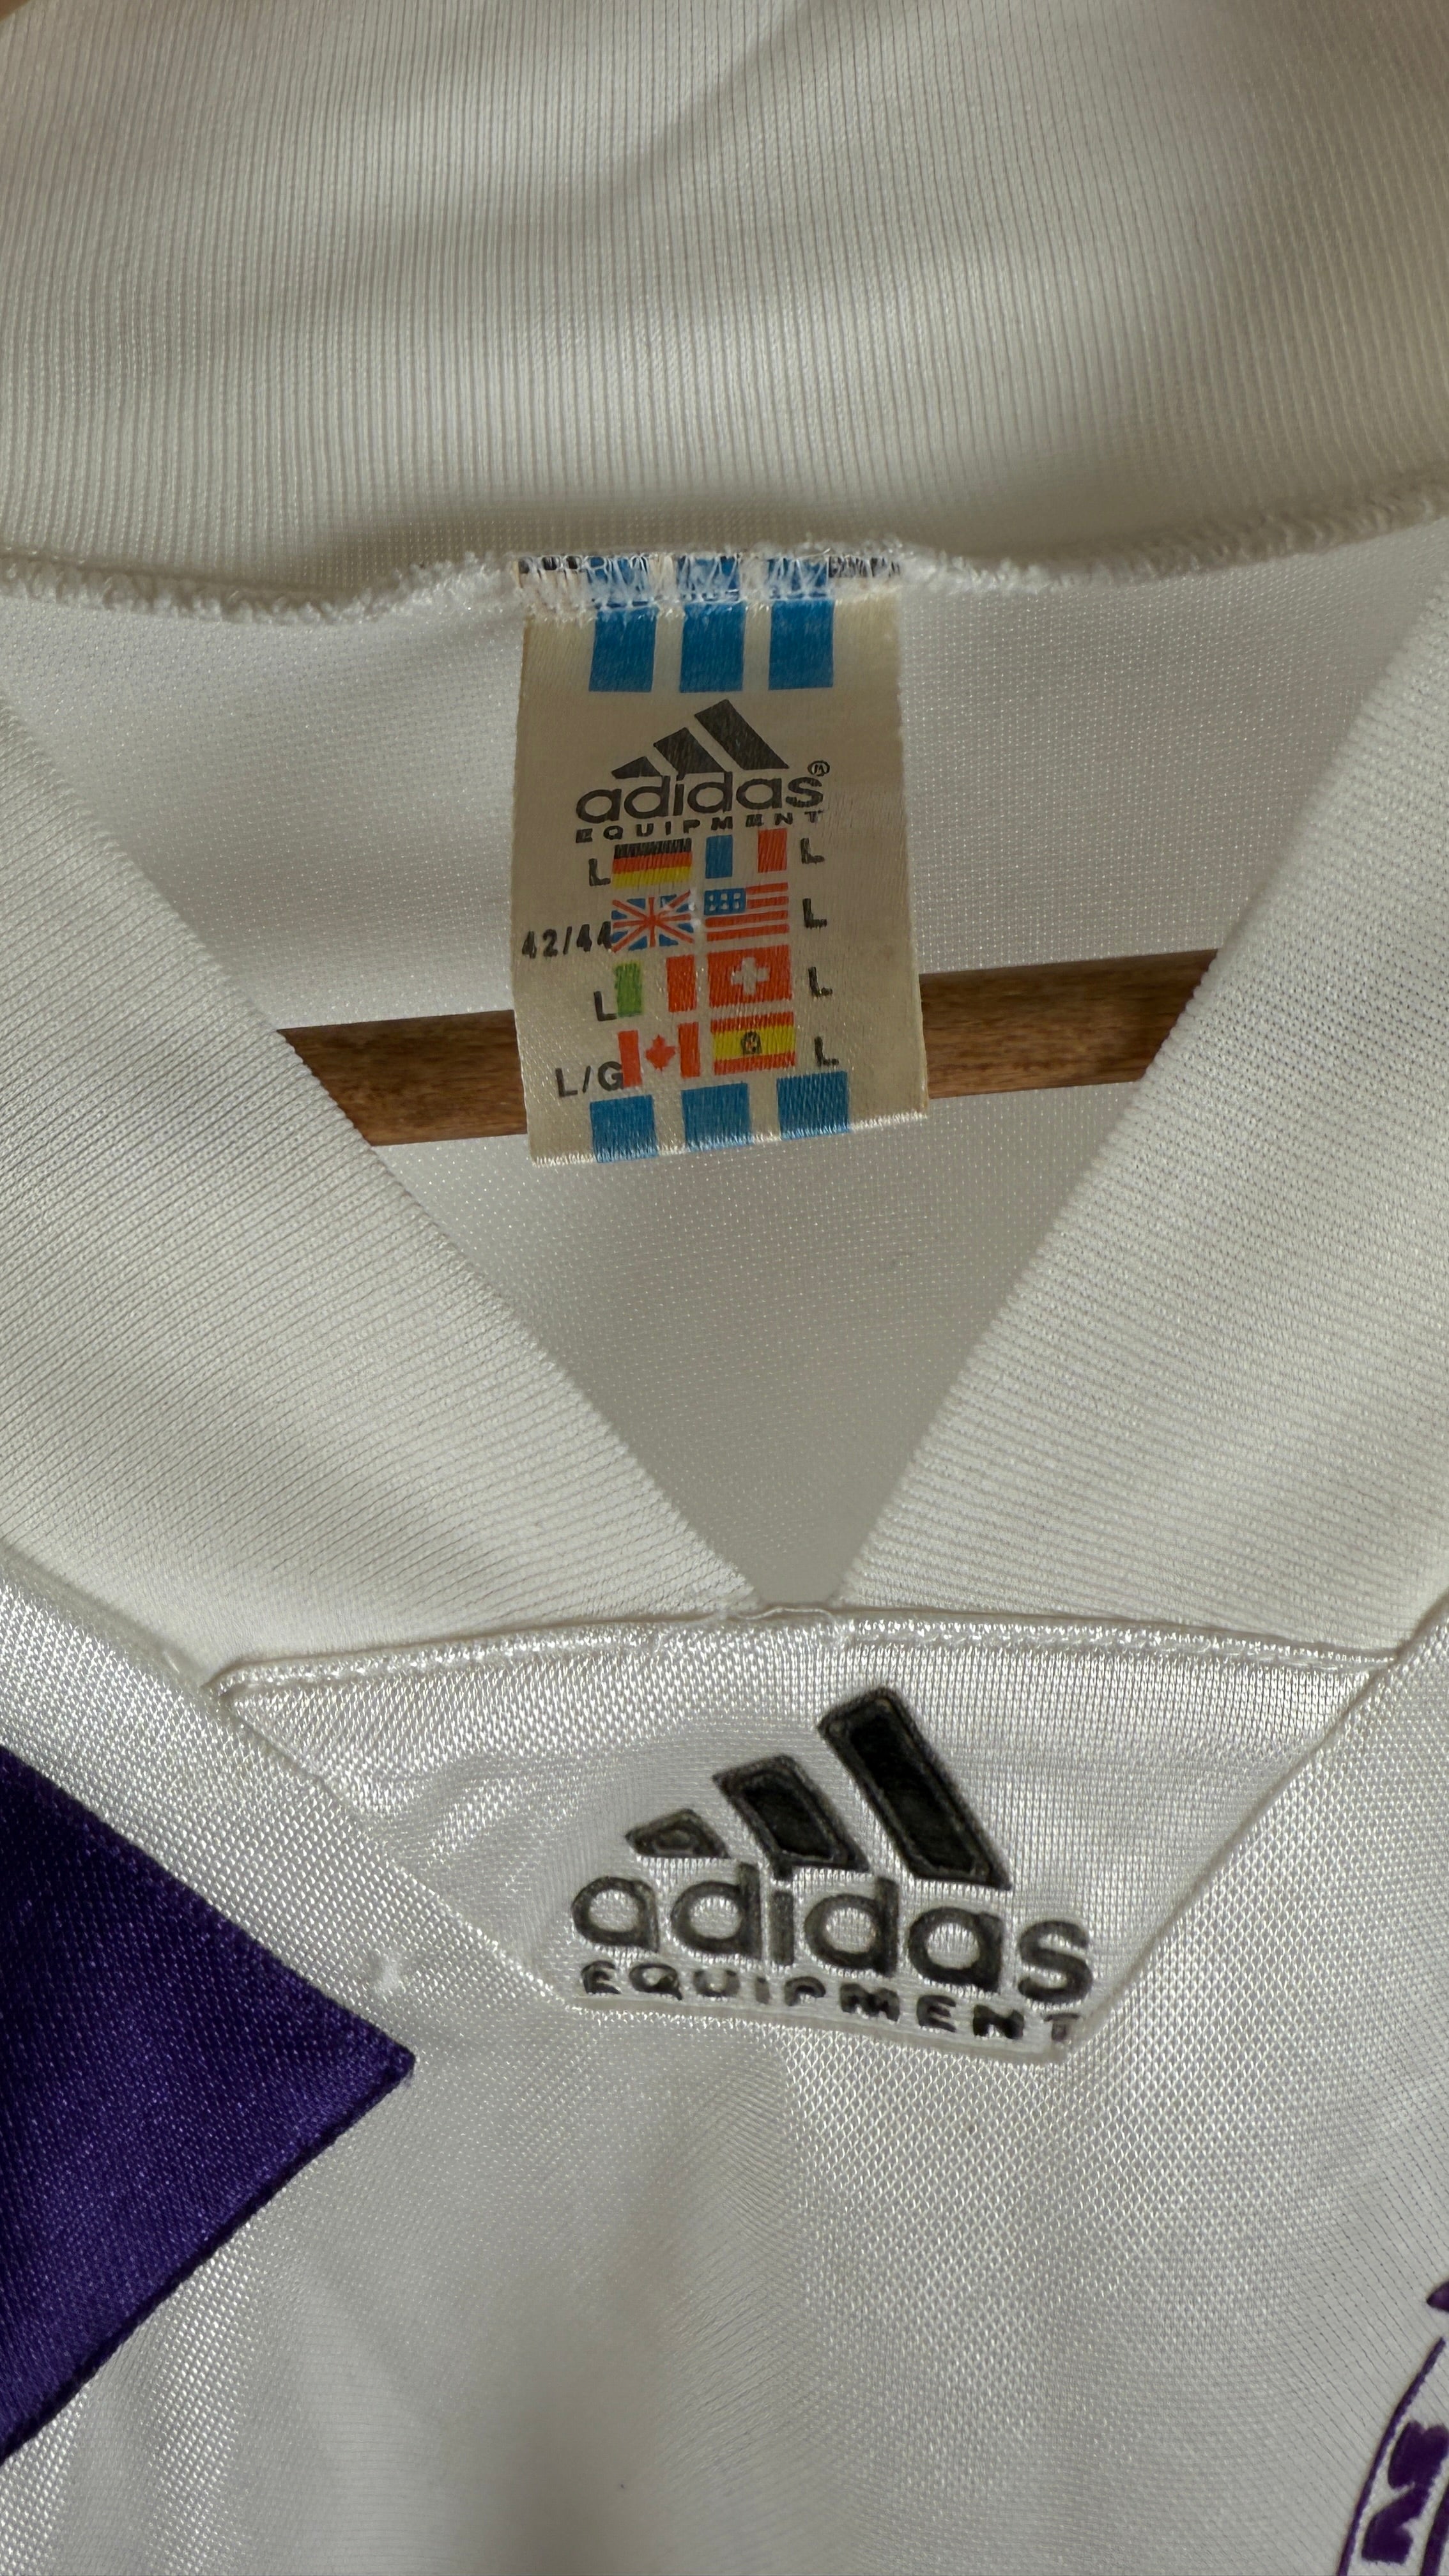 adidas®
EQUIPMENT
L L
42/44 L
L L
L/G L
adidas
EQUIPMENT